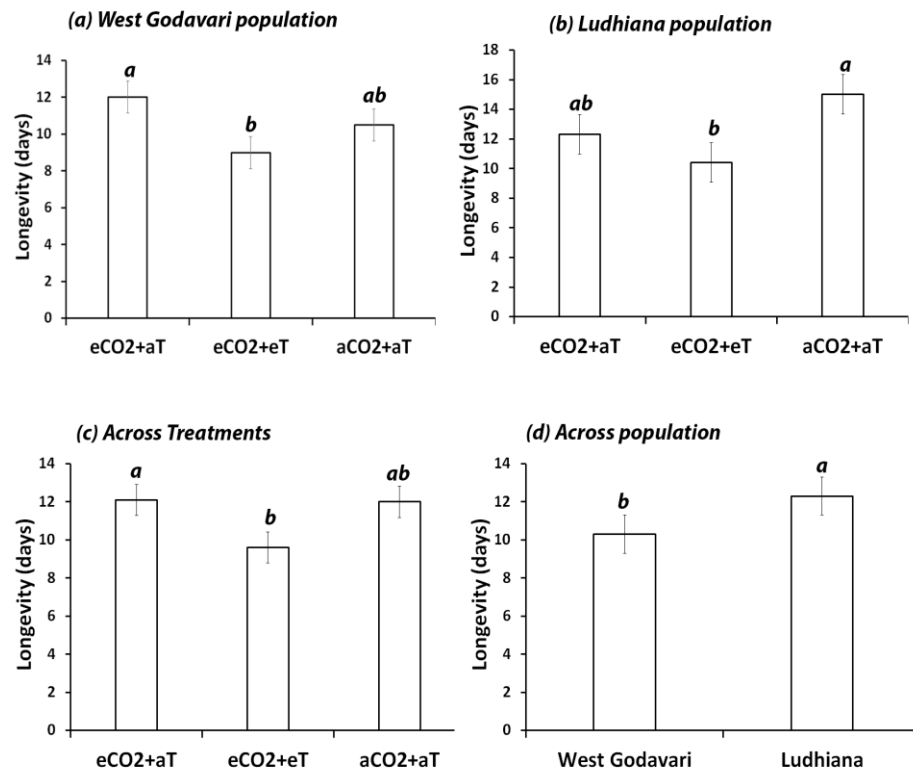 (a) West Godavari population
Longevity (days)
14
12
10
8
6
4
2
0
a
b
ab
eCO2+aT
eCO2+eT
aCO2+aT
(b) Ludhiana population
Longevity (days)
18
16
14
12
10
8
6
4
2
0
ab
b
a
eCO2+aT
eCO2+eT
aCO2+aT
(c) Across Treatments
Longevity (days)
14
12
10
8
6
4
2
0
a
b
ab
eCO2+aT
eCO2+eT
aCO2+aT
(d) Across population
Longevity (days)
14
12
10
8
6
4
2
0
b
a
West Godavari
Ludhiana